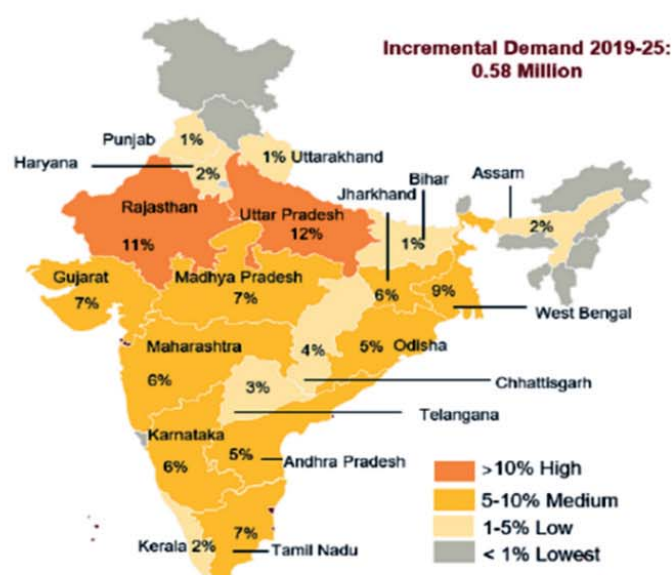 Incremental Demand 2019-25:
0.58 Million
Punjab
1%
Haryana
2%
1%
Uttarakhand
Jharkhand
Bihar
Assam
Rajasthan
11%
Uttar Pradesh
12%
1%
2%
Gujarat
7%
Madhya Pradesh
7%
6%
9%
West Bengal
Maharashtra
6%
4%
5%
Odisha
3%
Chhattisgarh
Telangana
Karnataka
6%
5%
Andhra Pradesh
Kerala
2%
7%
Tamil Nadu
>10% High
5-10% Medium
1-5% Low
< 1% Lowest